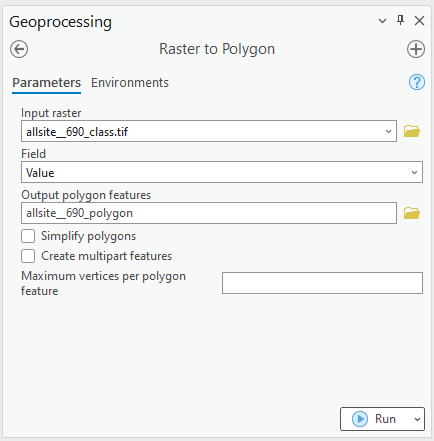 Geoprocessing
Raster to Polygon
Parameters Environments
Input raster
allsite__690_class.tif
Field
Value
Output polygon features
allsite__690_polygon
Simplify polygons
Create multipart features
Maximum vertices per polygon
feature
Run